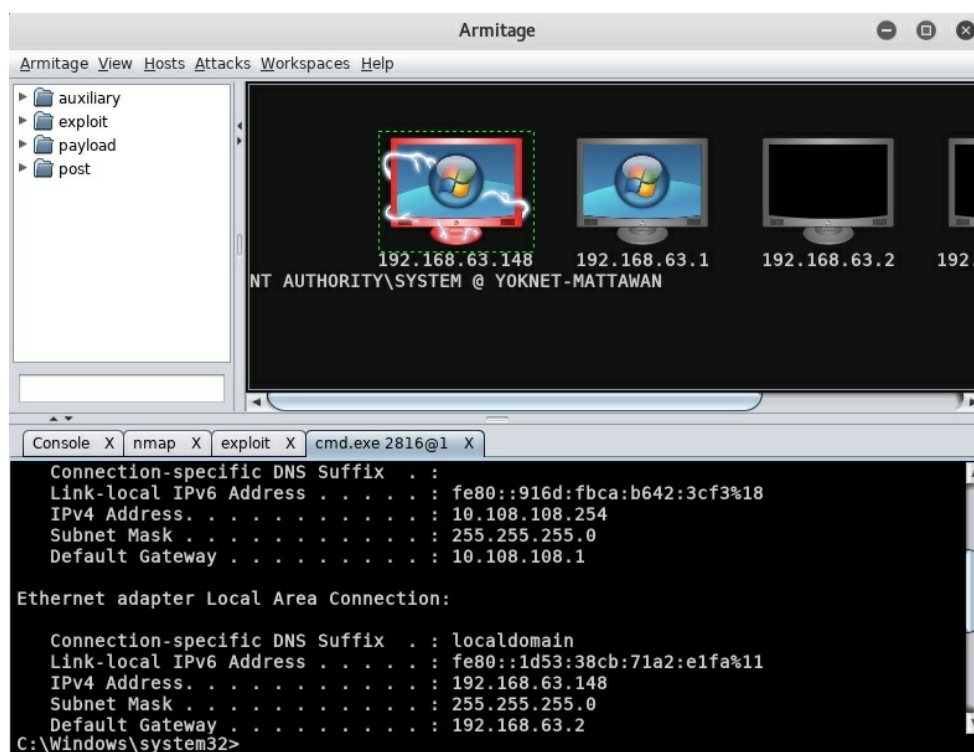 Armitage
Armitage View Hosts Attacks Workspaces Help
auxiliary
exploit
payload
post
192.168.63.148 192.168.63.1 192.168.63.2 192.
NT AUTHORITY\SYSTEM @ YOKNET-MATTAWAN
Console X nmap X exploit X cmd.exe 2816@1 X
Connection-specific DNS Suffix . :
Link-local IPv6 Address . . . . . : fe80::916d:fbca:b642:3cf3%18
IPv4 Address. . . . . . . . . . . : 10.108.108.254
Subnet Mask . . . . . . . . . . . : 255.255.255.0
Default Gateway . . . . . . . . . : 10.108.108.1
Ethernet adapter Local Area Connection:
Connection-specific DNS Suffix . : localdomain
Link-local IPv6 Address . . . . . : fe80::1d53:38cb:71a2:e1fa%11
IPv4 Address. . . . . . . . . . . : 192.168.63.148
Subnet Mask . . . . . . . . . . . : 255.255.255.0
Default Gateway . . . . . . . . . : 192.168.63.2
C:\Windows\system32>